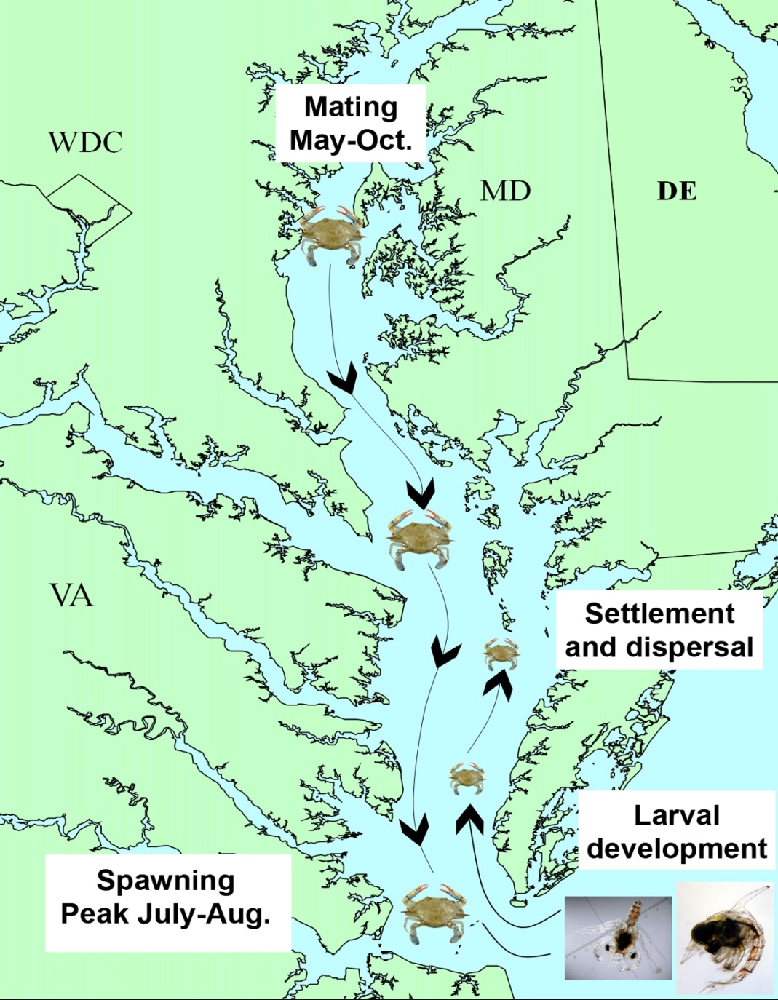 Mating
May-Oct.
WDC
MD
DE
VA
Settlement
and dispersal
Larval
development
Spawning
Peak July-Aug.